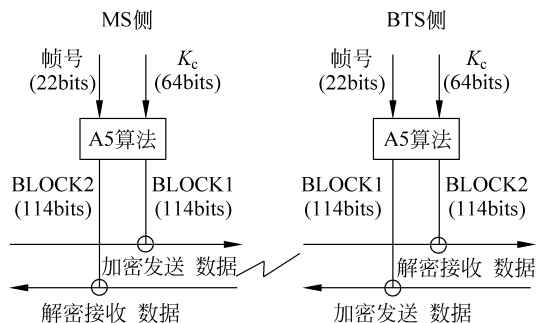 MS侧
BTS侧
帧号
(22bits)
Kc
(64bits)
帧号
(22bits)
Kc
(64bits)
A5算法
A5算法
BLOCK2
(114bits)
BLOCK1
(114bits)
BLOCK1
(114bits)
BLOCK2
(114bits)
加密发送 数据
解密接收 数据
解密接收 数据
加密发送 数据